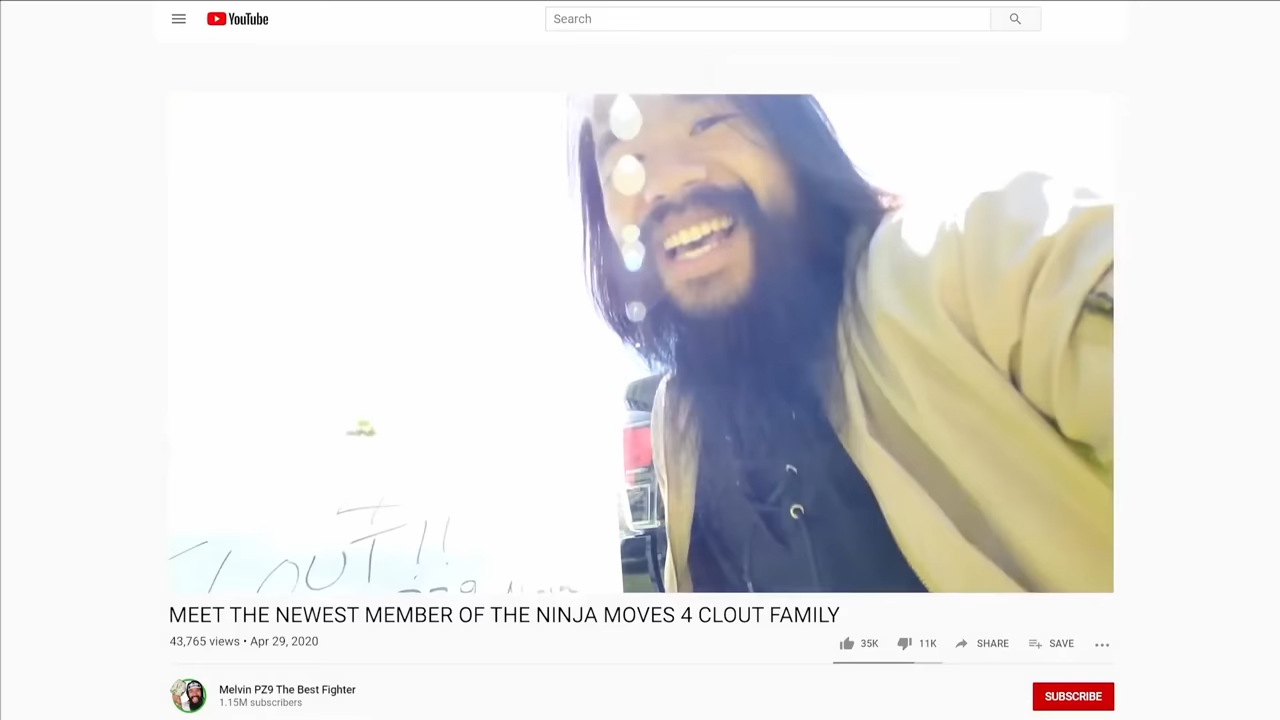 YouTube
Search
MEET THE NEWEST MEMBER OF THE NINJA MOVES 4 CLOUT FAMILY
43,765 views • Apr 29, 2020
35K
11K
SHARE
SAVE
Melvin PZ9 The Best Fighter
1.15M subscribers
SUBSCRIBE